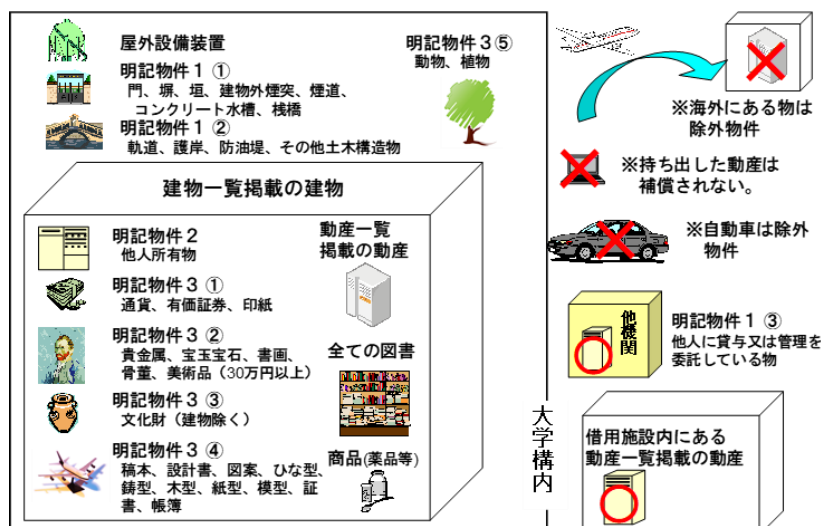 屋外設備装置
明記物件1 ①
門、塀、垣、建物外煙突、煙道、
コンクリート水槽、桟橋
明記物件1 ②
軌道、護岸、防油堤、その他土木構造物
明記物件3⑤
動物、植物
建物一覧掲載の建物
明記物件2
他人所有物
明記物件3 ①
通貨、有価証券、印紙
明記物件3 ②
貴金属、宝玉宝石、書画、
骨董、美術品(30万円以上)
明記物件3 ③
文化財(建物除く)
明記物件3 ④
稿本、設計書、図案、ひな型、
鋳型、木型、紙型、模型、証
書、帳簿
動産一覧
掲載の動産
全ての図書
商品(薬品等)
大学構内
※海外にある物は
除外物件
※持ち出した動産は
補償されない。
※自動車は除外
物件
他機関
明記物件1 ③
他人に貸与又は管理を
委託している物
借用施設内にある
動産一覧掲載の動産